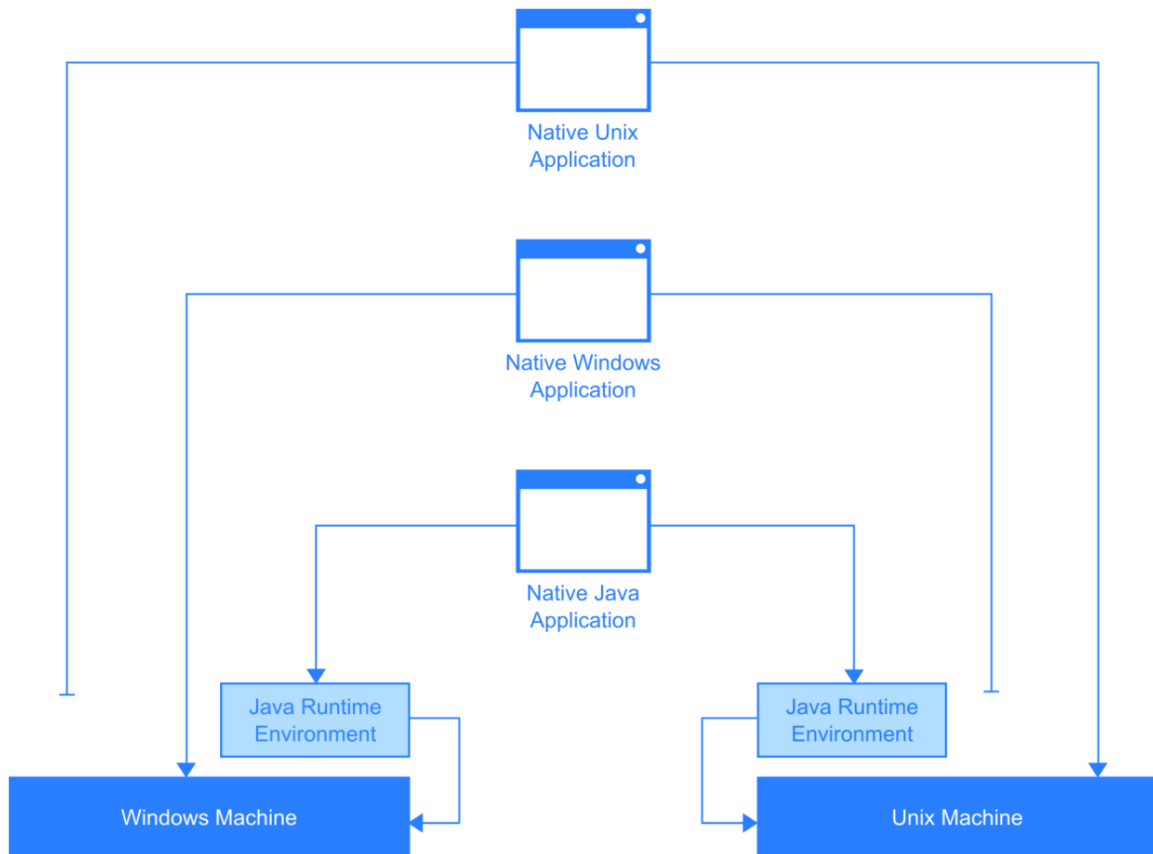 Native Unix
Application
Native Windows
Application
Native Java
Application
Java Runtime
Environment
Java Runtime
Environment
Windows Machine
Unix Machine